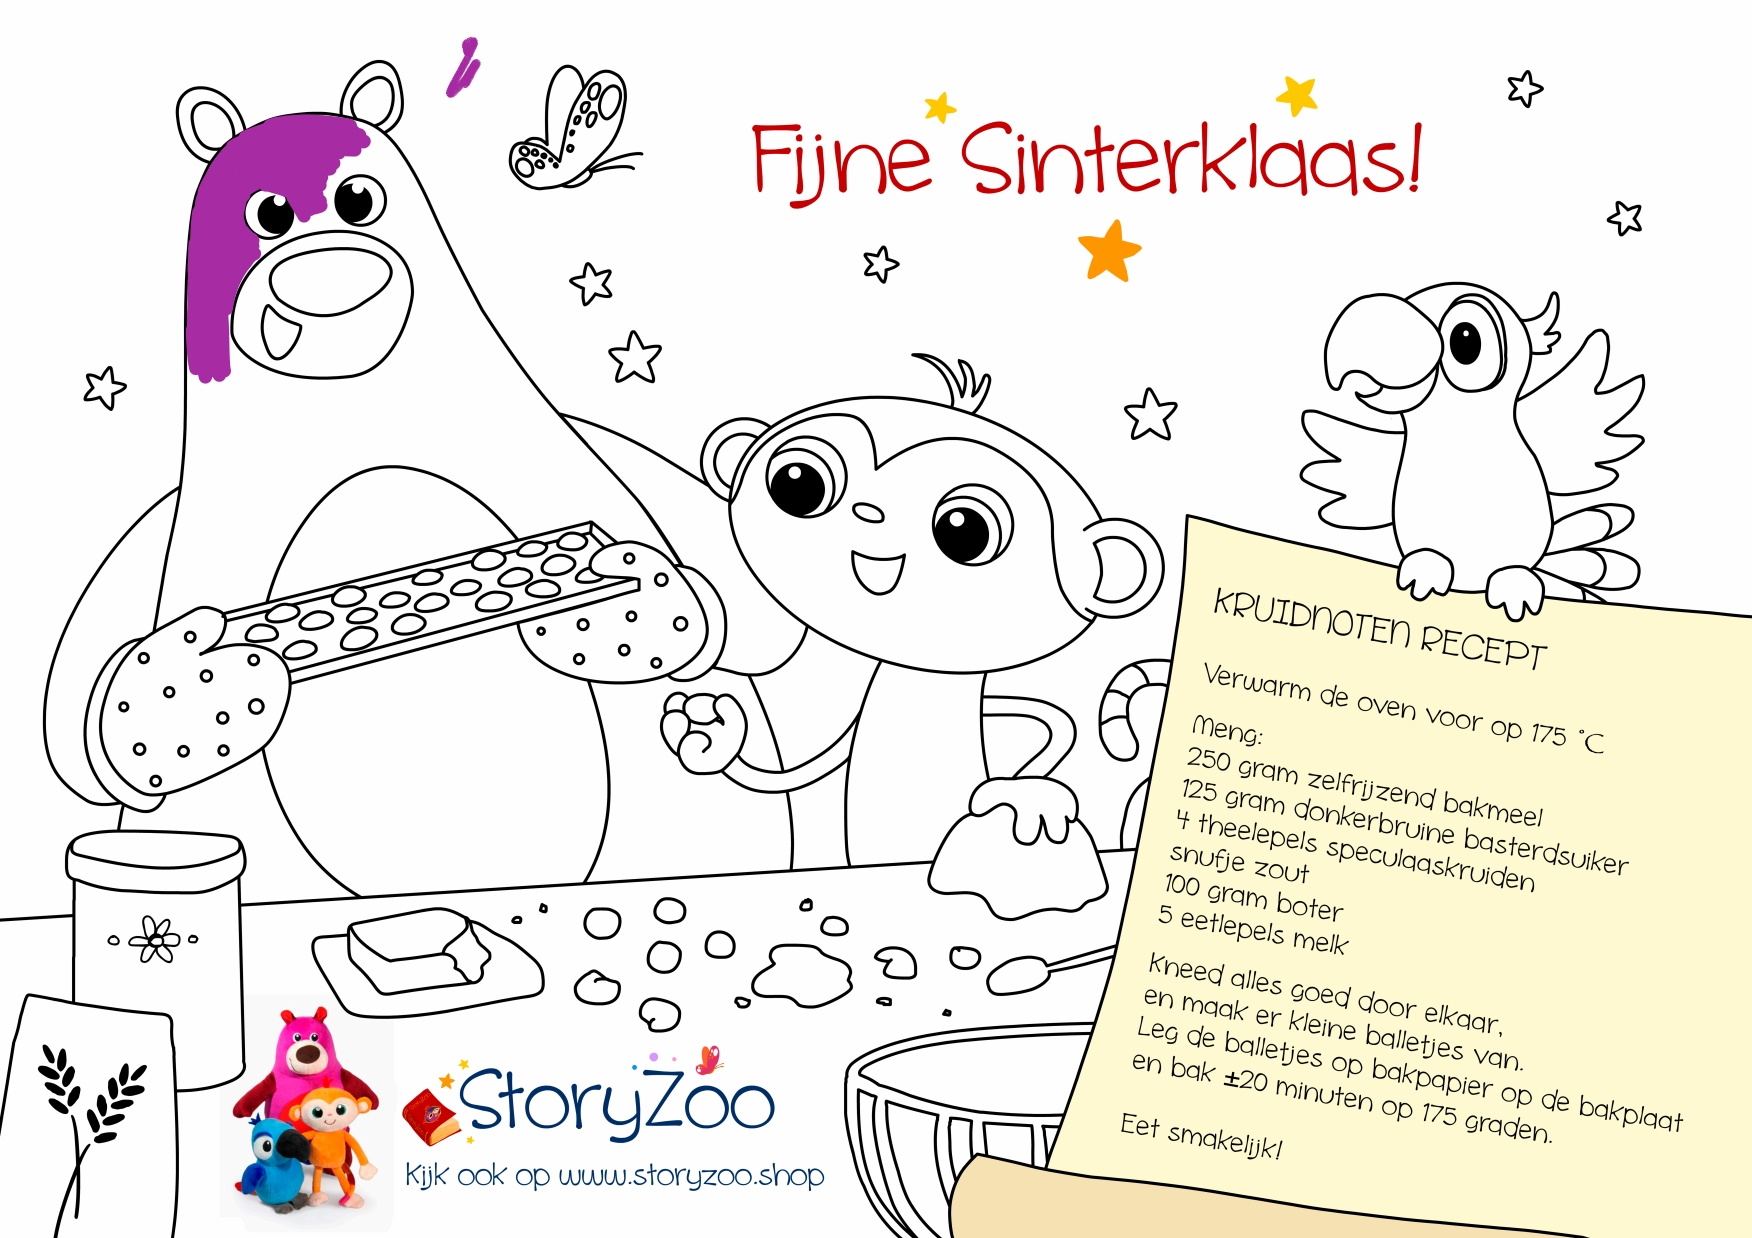 Fijne Sinterklaas!
KRUIDNOTEN RECEPT
Verwarm de oven voor op 175 °C
Meng:
250 gram zelfrijzend bakmeel
125 gram donkerbruine basterdsuiker
4 theelepels speculaaskruiden
snufje zout
100 gram boter
5 eetlepels melk
Kneed alles goed door elkaar,
en maak er kleine balletjes van.
Leg de balletjes op bakpapier op de bakplaat
en bak ±20 minuten op 175 graden.
Eet smakelijk!
StoryZoo
Kijk ook op www.storyzoo.shop